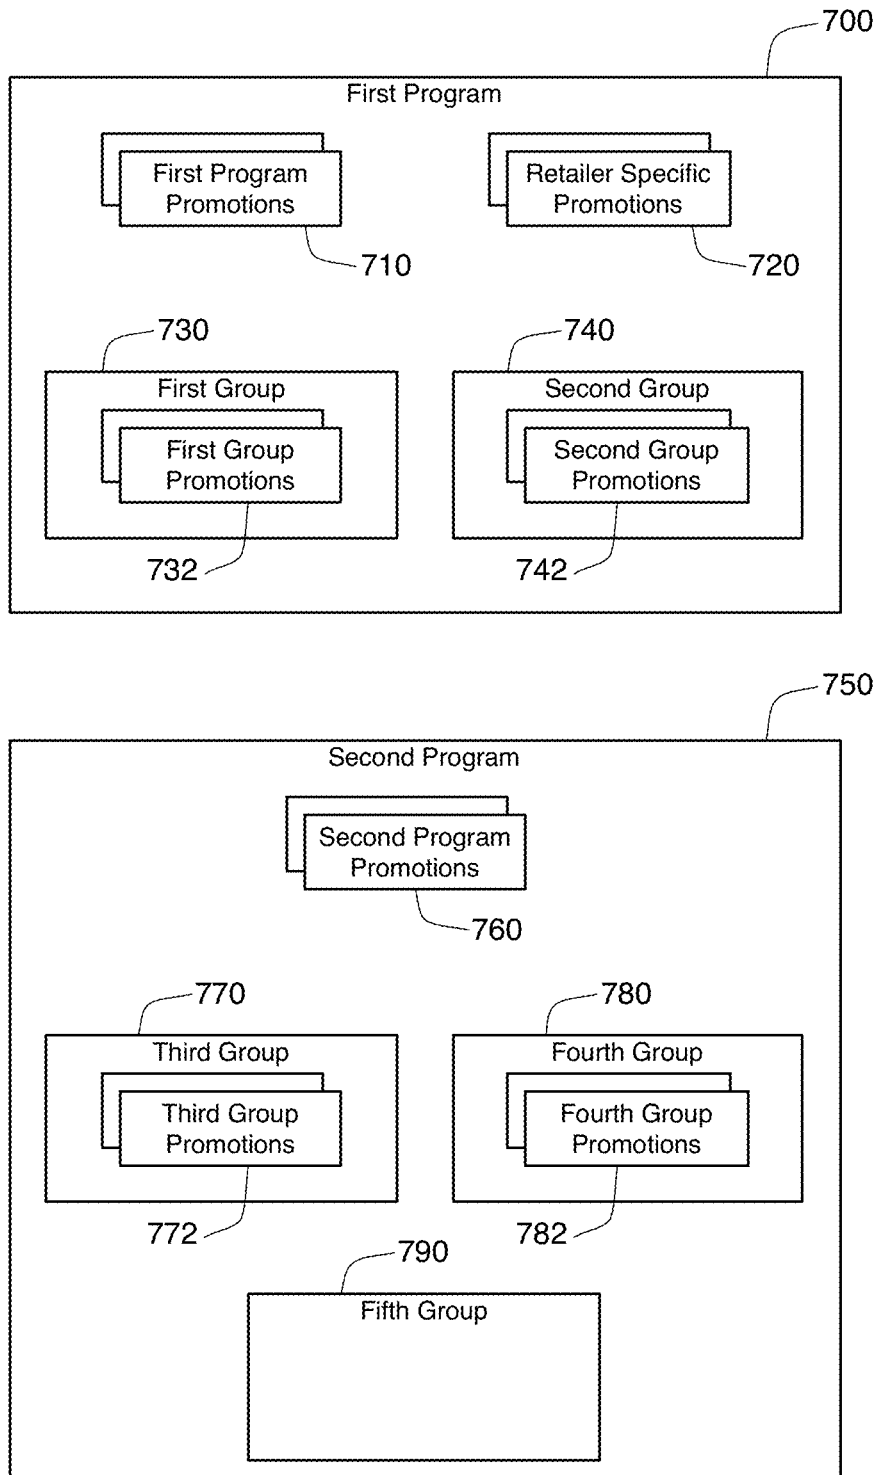 700
First Program
First Program
Promotions
Retailer Specific
Promotions
710
720
730
740
First Group
Second Group
First Group
Promotions
Second Group
Promotions
732
742
750
Second Program
Second Program
Promotions
760
770
780
Third Group
Fourth Group
Third Group
Promotions
Fourth Group
Promotions
772
782
790
Fifth Group